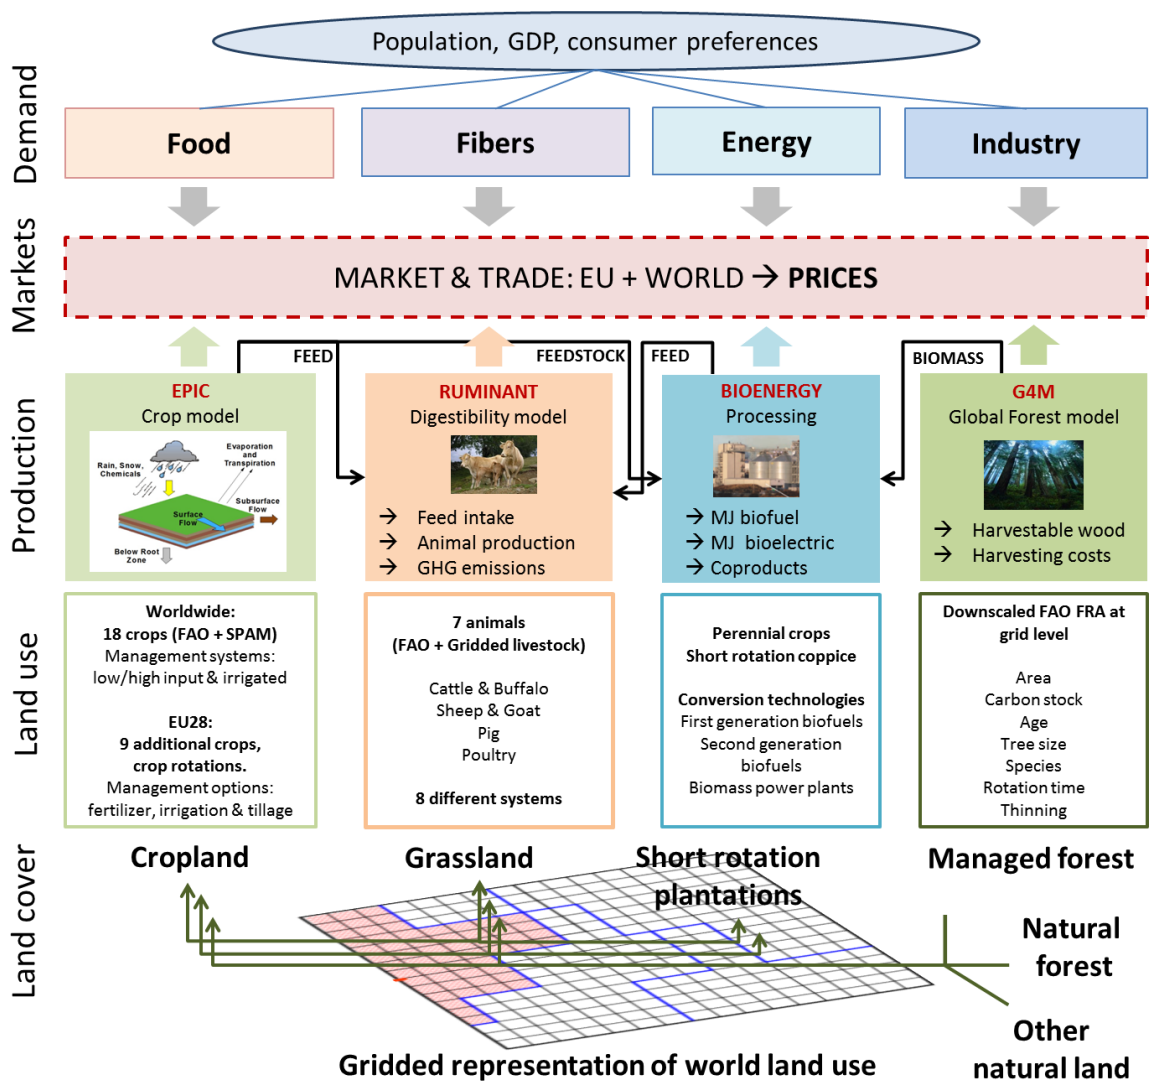 Population, GDP, consumer preferences
Demand
Food
Fibers
Energy
Industry
Markets
MARKET & TRADE: EU + WORLD → PRICES
FEED
FEEDSTOCK
FEED
BIOMASS
Production
EPIC
Crop model
Rain, Snow,
Chemicals
Evaporation
and
Transpiration
Subsurface
Flow
Surface
Flow
Below Root
Zone
RUMINANT
Digestibility model
→ Feed intake
→ Animal production
→ GHG emissions
BIOENERGY
Processing
→ MJ biofuel
→ MJ bioelectric
→ Coproducts
G4M
Global Forest model
→ Harvestable wood
→ Harvesting costs
Land use
Worldwide:
18 crops (FAO + SPAM)
Management systems:
low/high input & irrigated
EU28:
9 additional crops,
crop rotations.
Management options:
fertilizer, irrigation & tillage
7 animals
(FAO + Gridded livestock)
Cattle & Buffalo
Sheep & Goat
Pig
Poultry
8 different systems
Perennial crops
Short rotation coppice
Conversion technologies
First generation biofuels
Second generation
biofuels
Biomass power plants
Downscaled FAO FRA at
grid level
Area
Carbon stock
Age
Tree size
Species
Rotation time
Thinning
Land cover
Cropland
Grassland
Short rotation
plantations
Managed forest
Natural
forest
Other
natural land
Gridded representation of world land use